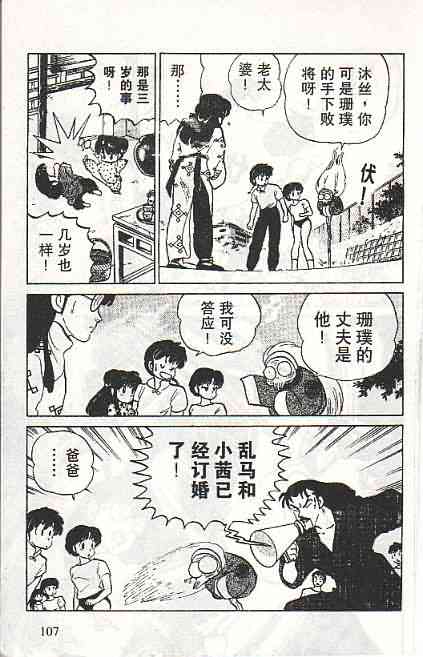 沐丝，你
可是珊璞
的手下败
将呀！
伏！
老太
婆！
那……
那是三
岁的事
呀！
几岁也
一样！
珊璞的
丈夫是
他！
我可没
答应！
乱马和
小茜已
经订婚
了！
爸爸
……
107